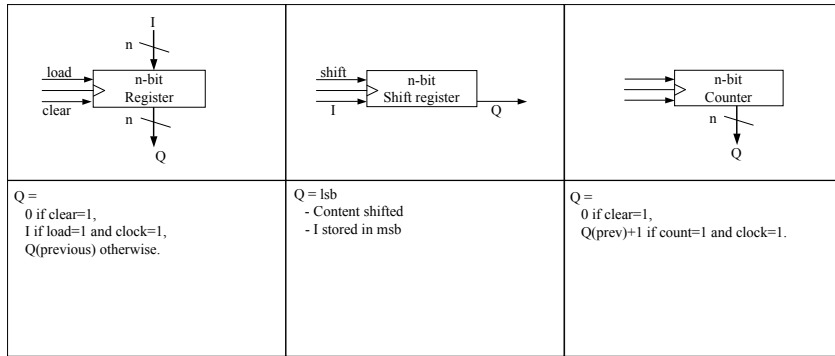 I
n
load
n-bit
Register
clear
n
Q
shift
n-bit
Shift register
I
Q
n-bit
Counter
n
Q
Q =
0 if clear=1,
I if load=1 and clock=1,
Q(previous) otherwise.
Q = lsb
- Content shifted
- I stored in msb
Q =
0 if clear=1,
Q(prev)+1 if count=1 and clock=1.